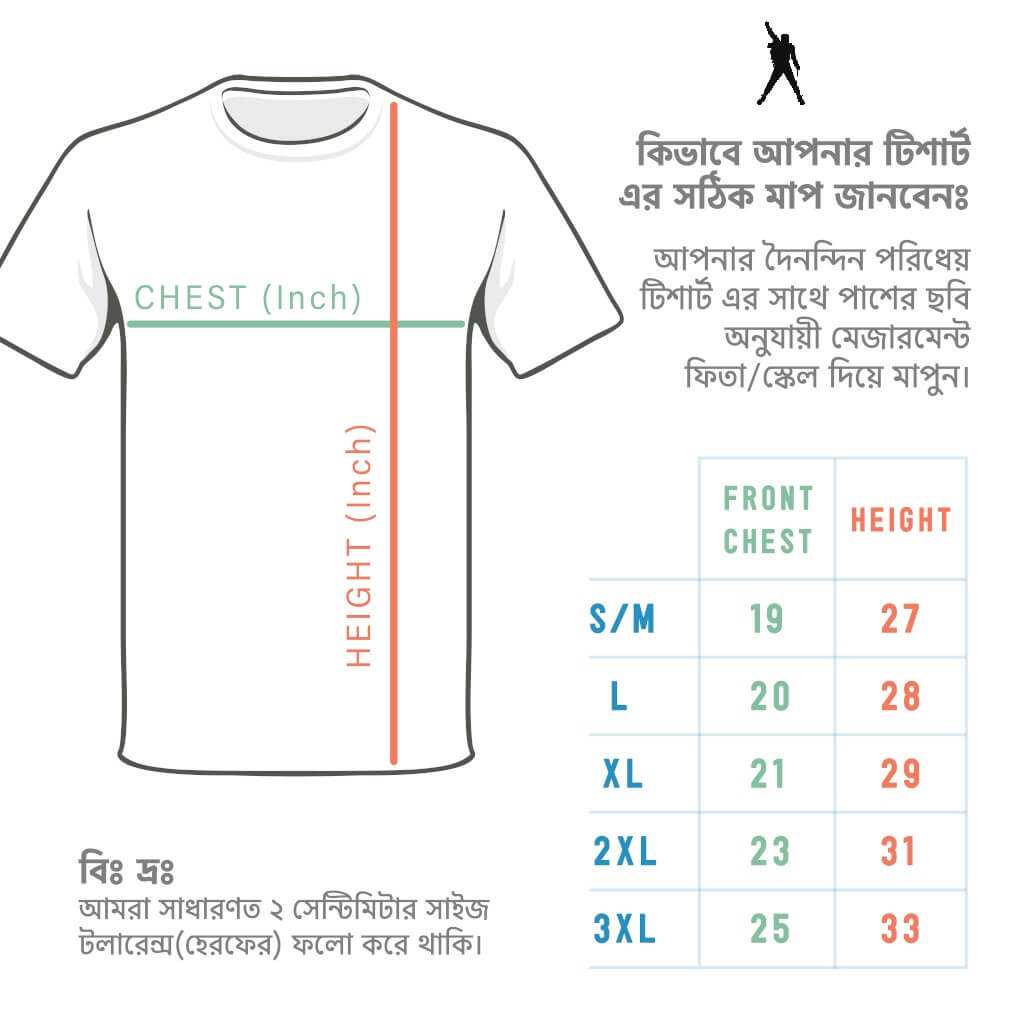 কিভাবে আপনার টিশার্ট
এর সঠিক মাপ জানবেনঃ
আপনার দৈনন্দিন পরিধেয়
টিশার্ট এর সাথে পাশের ছবি
অনুযায়ী মেজারমেন্ট
ফিতা/স্কেল দিয়ে মাপুন।
CHEST (Inch)
HEIGHT (Inch)
FRONT
CHEST
HEIGHT
S/M 19 27
L 20 28
XL 21 29
2XL 23 31
3XL 25 33
বিঃ দ্রঃ
আমরা সাধারণত ২ সেন্টিমিটার সাইজ
টলারেন্স(হেরফের) ফলো করে থাকি।